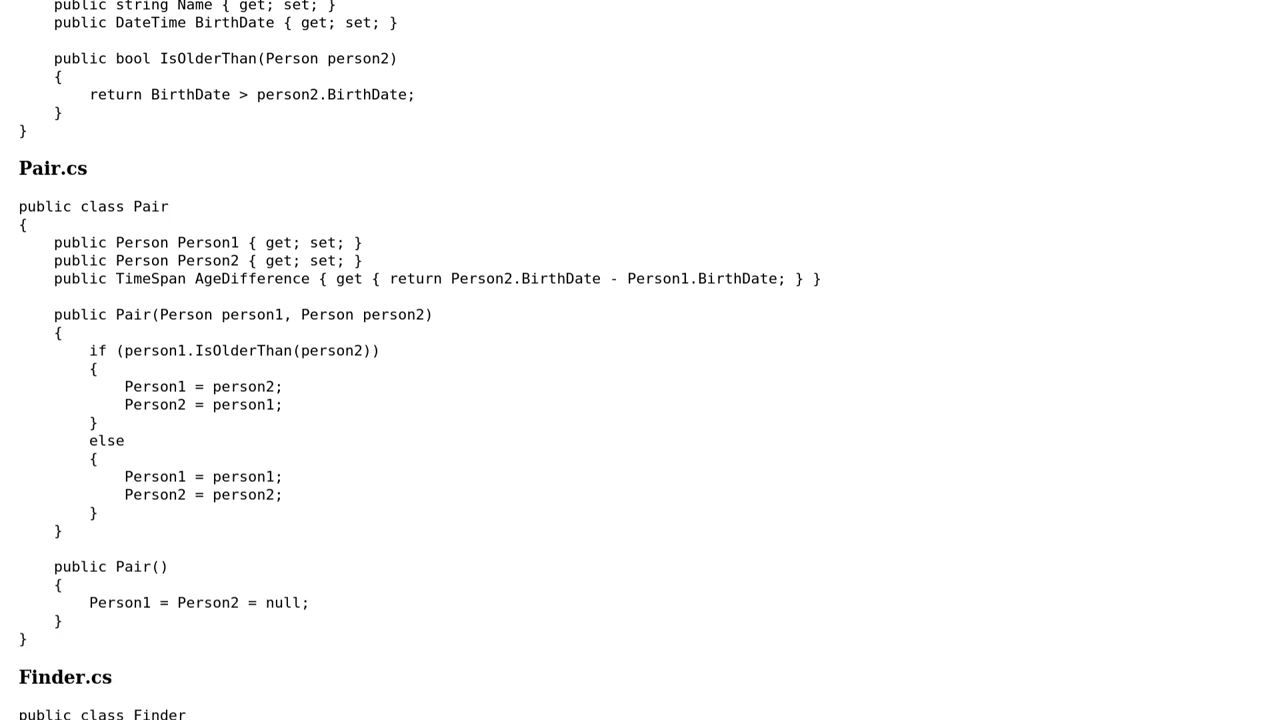 public string Name { get; set; }
    public DateTime BirthDate { get; set; }

    public bool IsOlderThan(Person person2)
    {
        return BirthDate > person2.BirthDate;
    }
}
Pair.cs
public class Pair
{
    public Person Person1 { get; set; }
    public Person Person2 { get; set; }
    public TimeSpan AgeDifference { get { return Person2.BirthDate - Person1.BirthDate; } }

    public Pair(Person person1, Person person2)
    {
        if (person1.IsOlderThan(person2))
        {
            Person1 = person2;
            Person2 = person1;
        }
        else
        {
            Person1 = person1;
            Person2 = person2;
        }
    }

    public Pair()
    {
        Person1 = Person2 = null;
    }
}
Finder.cs
public class Finder